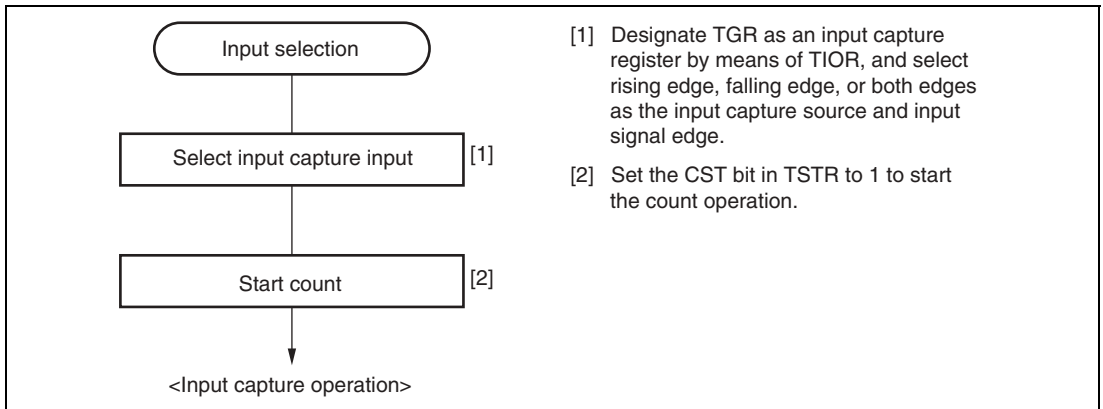 Input selection
Select input capture input
[1]
Start count
[2]
<Input capture operation>
[1] Designate TGR as an input capture
register by means of TIOR, and select
rising edge, falling edge, or both edges
as the input capture source and input
signal edge.
[2] Set the CST bit in TSTR to 1 to start
the count operation.